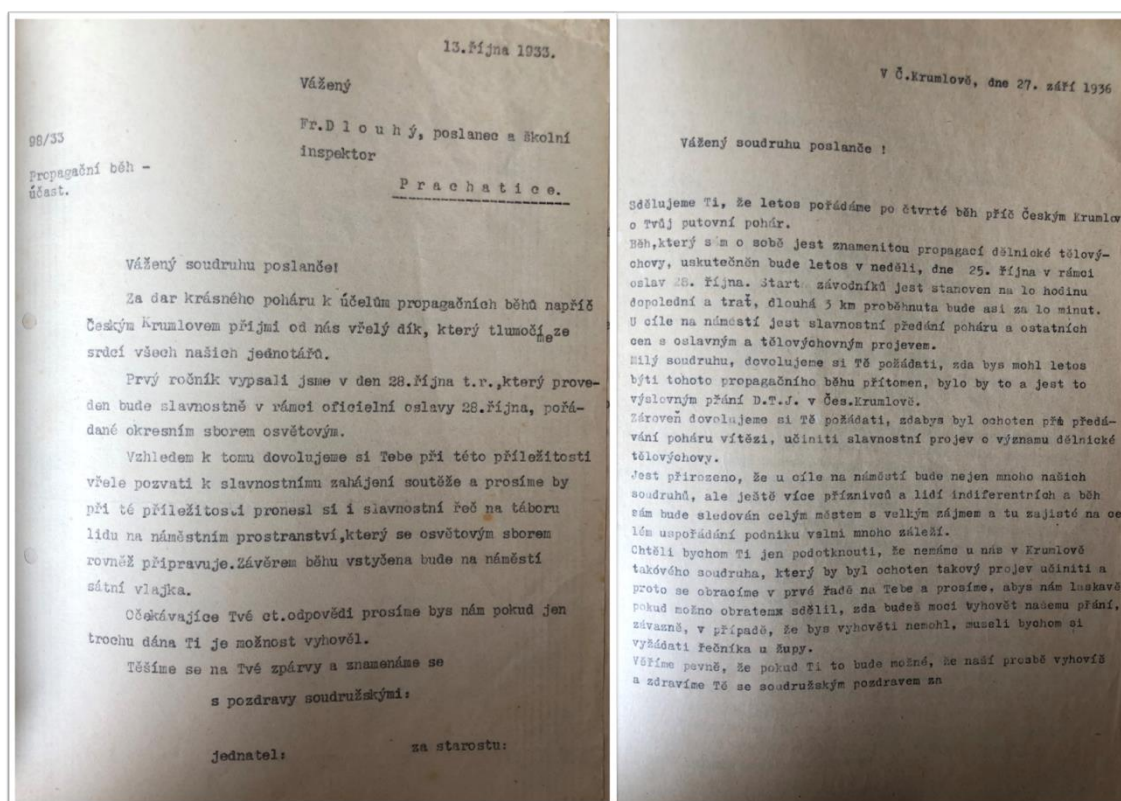 13.října 1933.
Vážený
Fr.D l o u h ý, poslanec a školní
inspektor
P r a c h a t i c e.
98/33
Propagační běh -
účast.
Vážený soudruhu poslanče!
Za dar krásného poháru k účelům propagačních běhů napříč
Českým Krumlovem přijmi od nás vřelý dík, který tlumočíme ze
srdcí všech našich jednotářů.
Prvý ročník vypsali jsme v den 28.října t.r.,který prove-
den bude slavnostně v rámci oficielní oslavy 28.října, pořá-
dané okresním sborem osvětovým.
Vzhledem k tomu dovolujeme si Tebe při této příležitosti
vřele pozvati k slavnostnímu zahájení soutěže a prosíme by
při té příležitosti pronesl si i slavnostní řeč na táboru
lidu na náměstním prostranství,který se osvětovým sborem
rovněž připravuje.Závěrem běhu vstyčena bude na náměstí
sátní vlajka.
Očekávajíce Tvé ct.odpovědi prosíme bys nám pokud jen
trochu dána Ti je možnost vyhověl.
Těšíme se na Tvé zpárvy a znamenáme se
s pozdravy soudružskými:
jednatel: za starostu:
V Č.Krumlově, dne 27. září 1936
Vážený soudruhu poslanče !
Sdělujeme Ti, že letos pořádáme po čtvrté běh příč Českým Krumlov
o Tvůj putovní pohár.
Běh,který sám o sobě jest znamenitou propagací dělnické tělový-
chovy, uskutečněn bude letos v neděli, dne 25. října v rámci
oslav 28. října. Start závodníků jest stanoven na lo hodinu
dopolední a trať, dlouhá 3 km proběhnuta bude asi za lo minut.
U cíle na náměstí jest slavnostní předání poháru a ostatních
cen s oslavným a tělovýchovným projevem.
Milý soudruhu, dovolujeme si Tě požádati, zda bys mohl letos
býti tohoto propagačního běhu přítomen, bylo by to a jest to
výslovným přání D.T.J. v Čes.Krumlově.
Zároveň dovolujeme si Tě požádati, zdabys byl ochoten při předá-
vání poháru vítězi, učiniti slavnostní projev o významu dělnické
tělovýchovy.
Jest přirozeno, že u cíle na náměstí bude nejen mnoho našich
soudruhů, ale ještě více příznivců a lidí indiferentních a běh
sám bude sledován celým městem s velkým zájmem a tu zajisté na ce
lém uspořádání podniku velmi mnoho záleží.
Chtěli bychom Ti jen podotknouti, že nemáme u nás v Krumlově
takového soudruha, který by byl ochoten takový projev učiniti a
proto se obracíme v prvé řadě na Tebe a prosíme, abys nám laskavě
pokud možno obratemx sdělil, zda budeš moci vyhovět našemu přání,
závazně, v případě, že bys vyhověti nemohl, museli bychom si
vyžádati řečníka u župy.
Věříme pevně, že pokud Ti to bude možné, že naší prosbě vyhovíš
a zdravíme Tě se soudružským pozdravem za